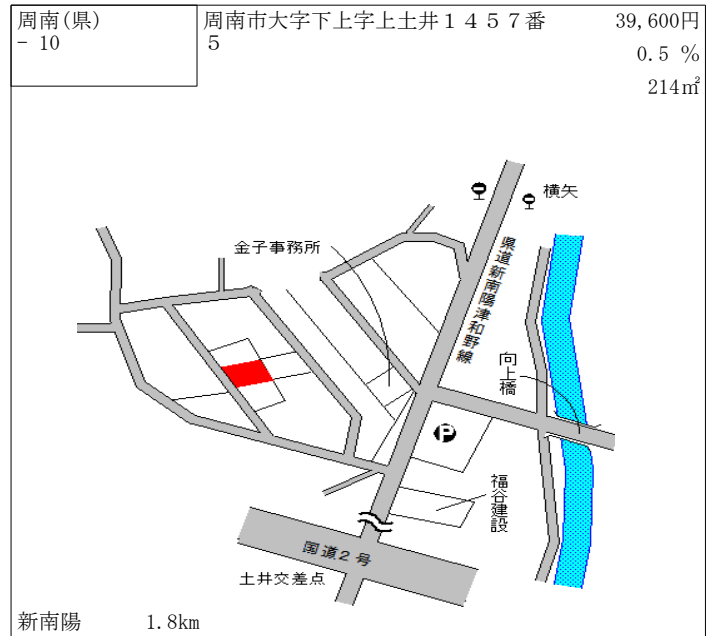 周南(県)
- 10
周南市大字下上字上土井１４５７番
5
39,600円
0.5 %
214㎡
横矢
金子事務所
県道新南陽津和野線
向上橋
P
福谷建設
国道2号
土井交差点
新南陽 1.8km